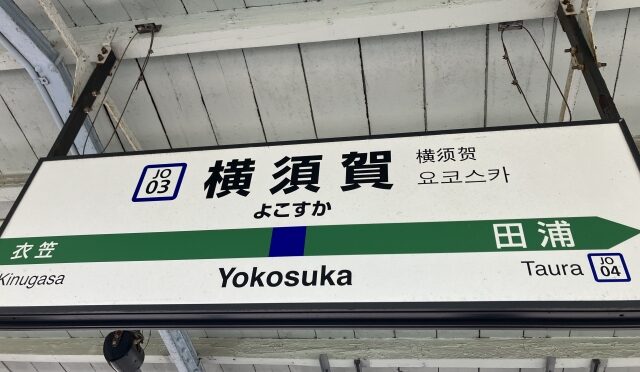 JO
03
横須賀
横须贺
요코스카
よこすか
衣笠
田浦
Kinugasa
Yokosuka
Taura
JO
04